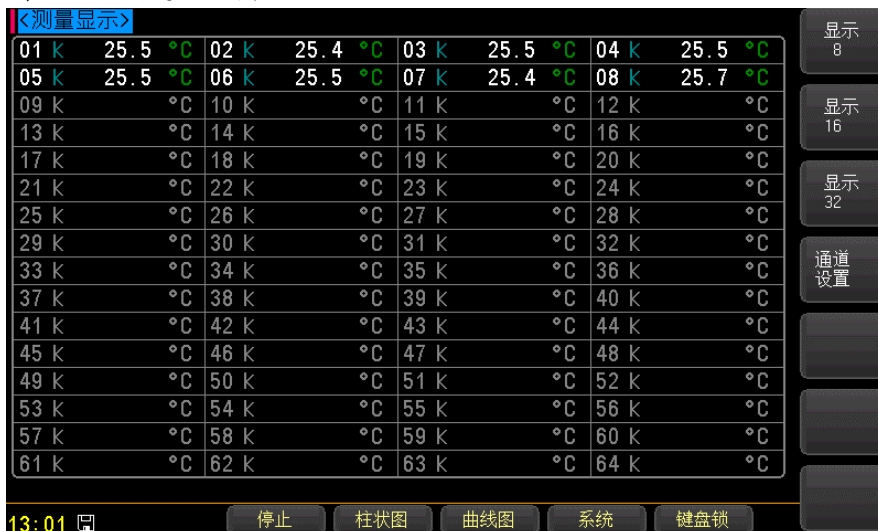 <测量显示>
01 K 25.5 °C 02 K 25.4 °C 03 K 25.5 °C 04 K 25.5 °C
05 K 25.5 °C 06 K 25.5 °C 07 K 25.4 °C 08 K 25.7 °C
09 K °C 10 K °C 11 K °C 12 K °C
13 K °C 14 K °C 15 K °C 16 K °C
17 K °C 18 K °C 19 K °C 20 K °C
21 K °C 22 K °C 23 K °C 24 K °C
25 K °C 26 K °C 27 K °C 28 K °C
29 K °C 30 K °C 31 K °C 32 K °C
33 K °C 34 K °C 35 K °C 36 K °C
37 K °C 38 K °C 39 K °C 40 K °C
41 K °C 42 K °C 43 K °C 44 K °C
45 K °C 46 K °C 47 K °C 48 K °C
49 K °C 50 K °C 51 K °C 52 K °C
53 K °C 54 K °C 55 K °C 56 K °C
57 K °C 58 K °C 59 K °C 60 K °C
61 K °C 62 K °C 63 K °C 64 K °C
显示
8
显示
16
显示
32
通道
设置
13:01 停止 柱状图 曲线图 系统 键盘锁